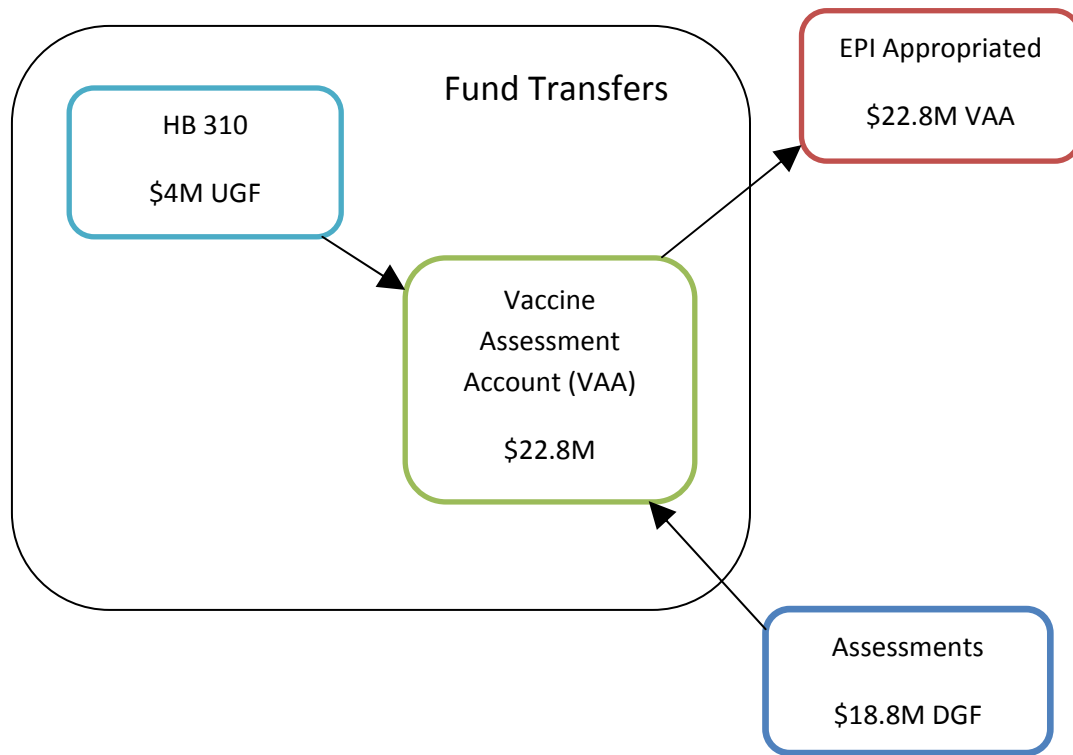 Fund Transfers
HB 310
$4M UGF
EPI Appropriated
$22.8M VAA
Vaccine
Assessment
Account (VAA)
$22.8M
Assessments
$18.8M DGF